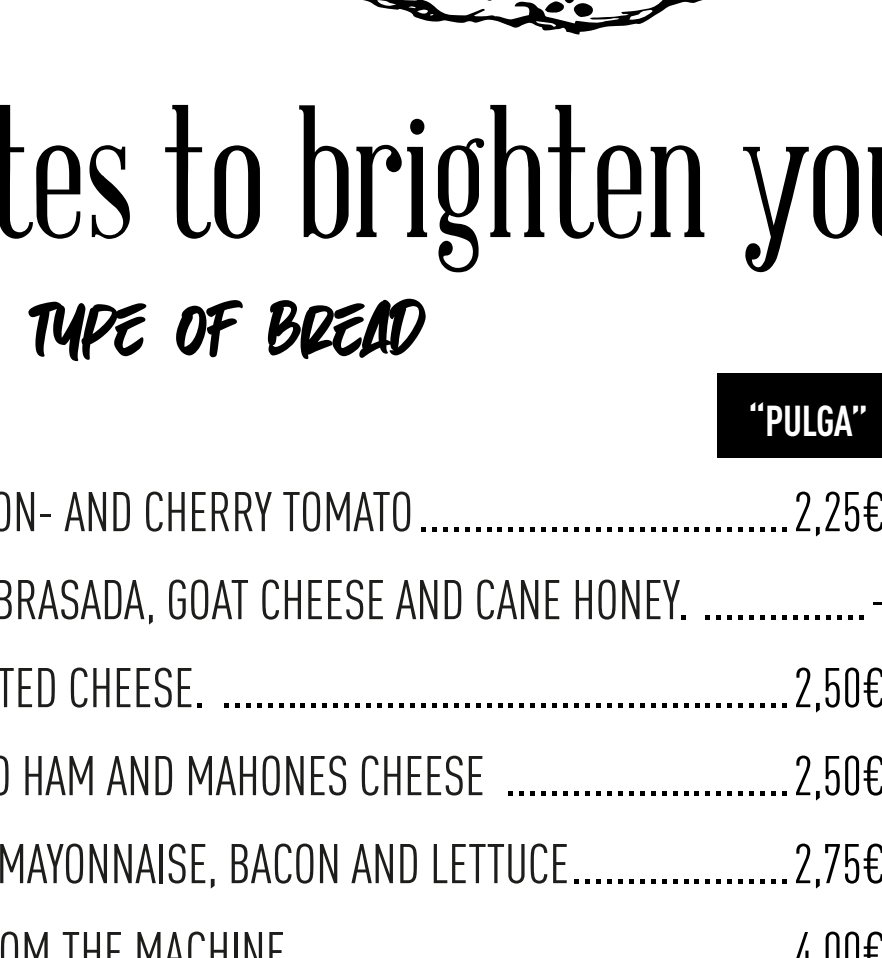 tes to brighten you
TYPE OF BREAD
“PULGA”
ON- AND CHERRY TOMATO 2,25€
BRASADA, GOAT CHEESE AND CANE HONEY. -
TED CHEESE. 2,50€
D HAM AND MAHONES CHEESE 2,50€
MAYONNAISE, BACON AND LETTUCE 2,75€
OM THE MACHINE 4,00€